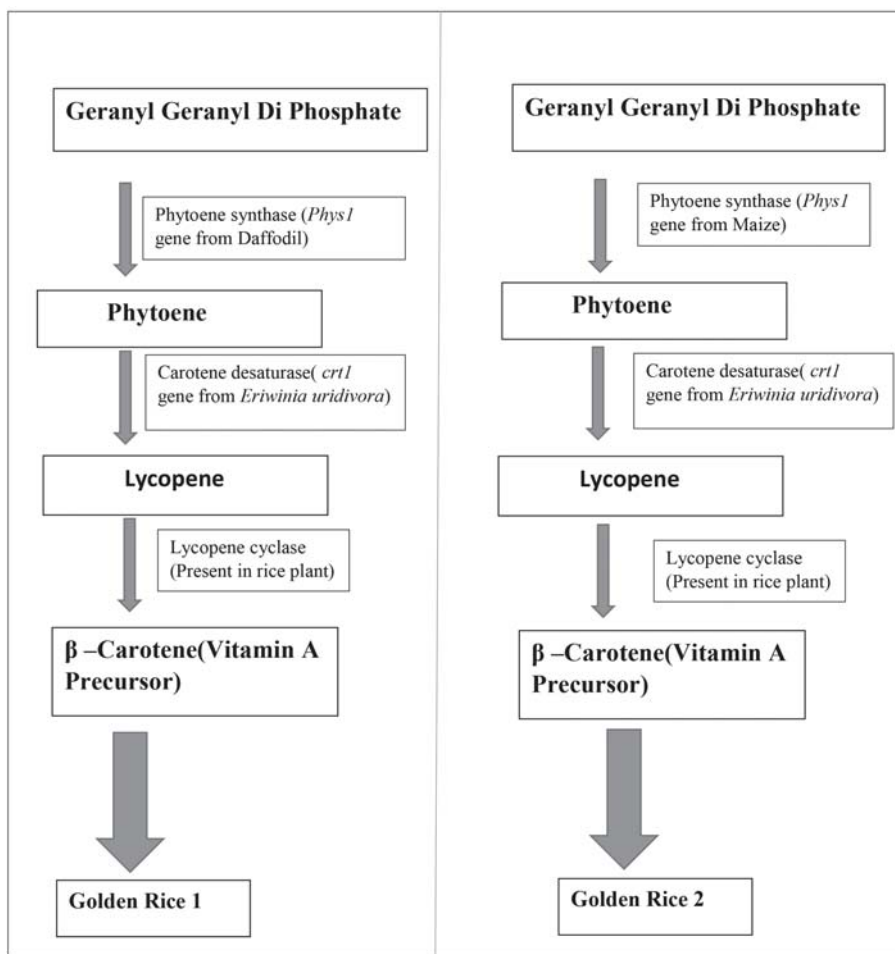 Geranyl Geranyl Di Phosphate
Phytoene synthase (Phys1
gene from Daffodil)
Phytoene
Carotene desaturase( crt1
gene from Eriwinia uridivora)
Lycopene
Lycopene cyclase
(Present in rice plant)
β –Carotene(Vitamin A
Precursor)
Golden Rice 1
Geranyl Geranyl Di Phosphate
Phytoene synthase (Phys1
gene from Maize)
Phytoene
Carotene desaturase( crt1
gene from Eriwinia uridivora)
Lycopene
Lycopene cyclase
(Present in rice plant)
β –Carotene(Vitamin A
Precursor)
Golden Rice 2